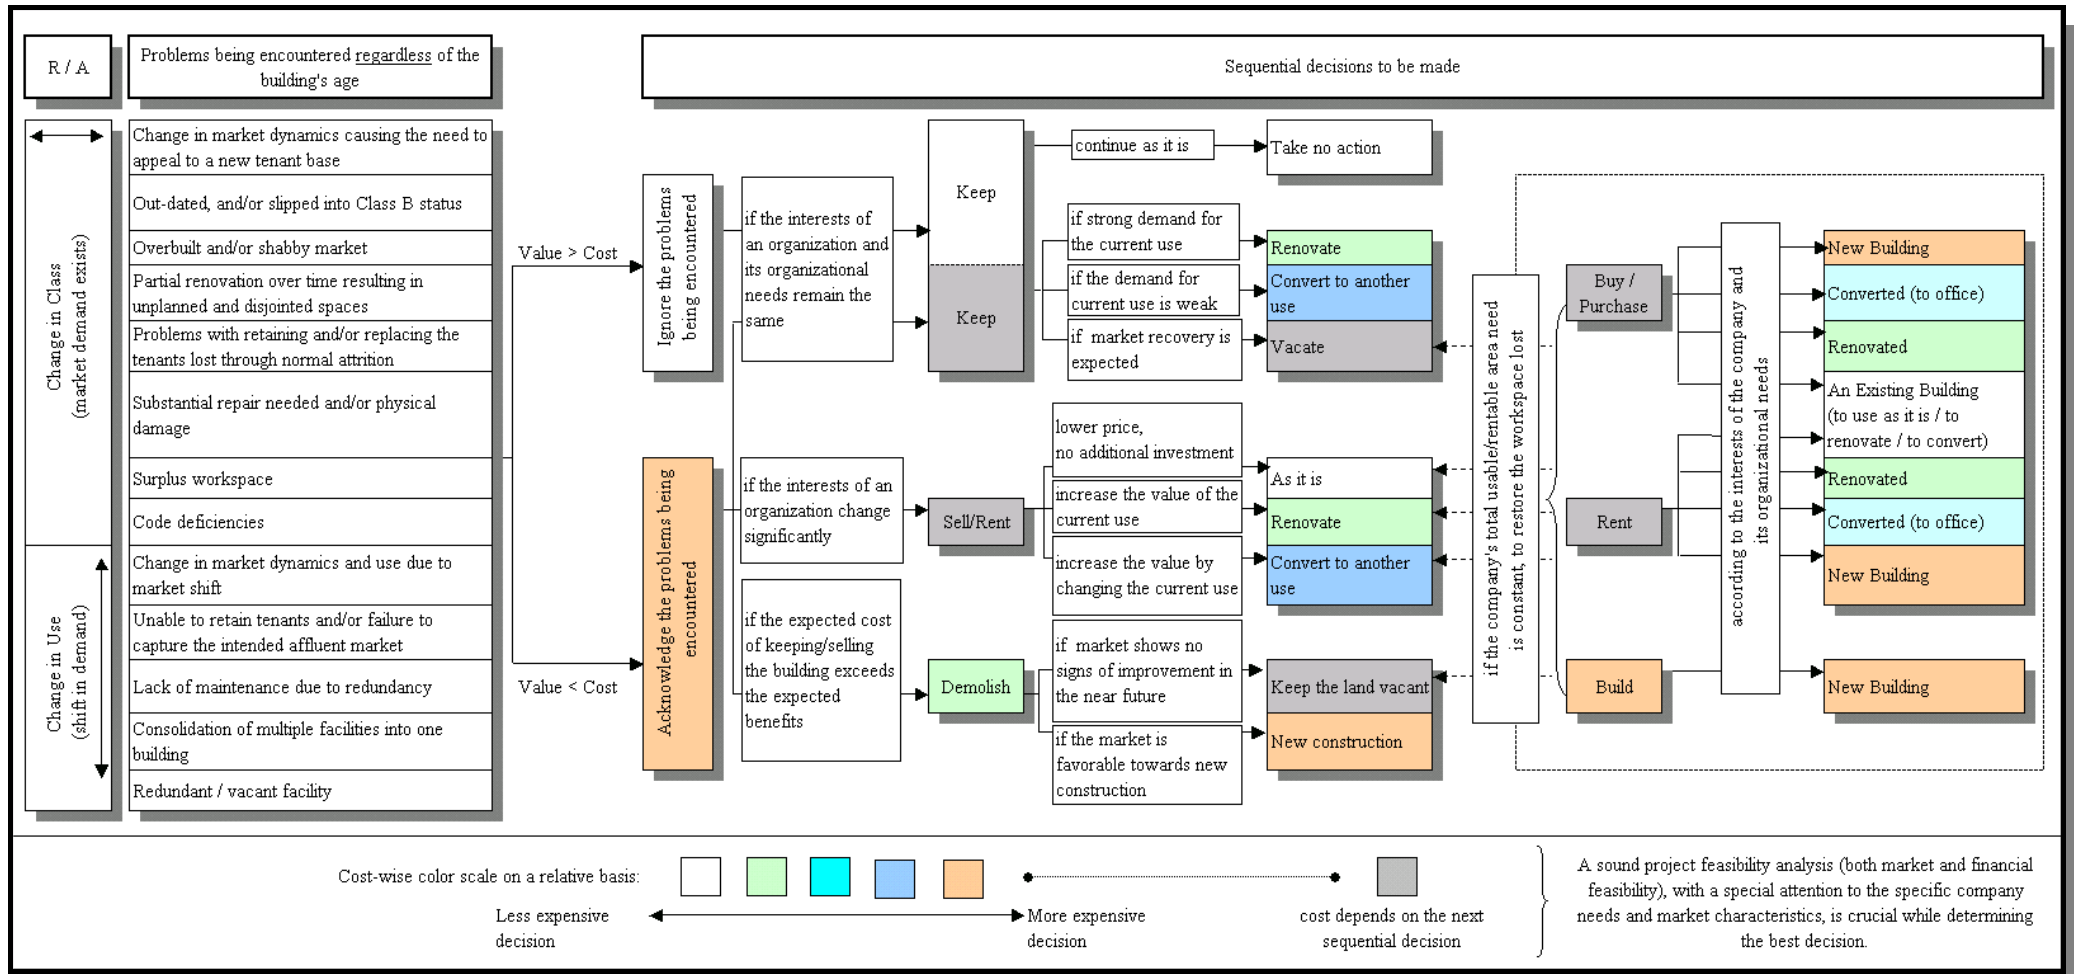 R / A
Problems being encountered regardless of the
building's age
Sequential decisions to be made
Change in Class
(market demand exists)
Change in Use
(shift in demand)
Change in market dynamics causing the need to
appeal to a new tenant base
Out-dated, and/or slipped into Class B status
Overbuilt and/or shabby market
Partial renovation over time resulting in
unplanned and disjointed spaces
Problems with retaining and/or replacing the
tenants lost through normal attrition
Substantial repair needed and/or physical
damage
Surplus workspace
Code deficiencies
Change in market dynamics and use due to
market shift
Unable to retain tenants and/or failure to
capture the intended affluent market
Lack of maintenance due to redundancy
Consolidation of multiple facilities into one
building
Redundant / vacant facility
Value > Cost
Value < Cost
Ignore the problems
being encountered
Acknowledge the problems being
encountered
if the interests of
an organization and
its organizational
needs remain the
same
if the interests of an
organization change
significantly
if the expected cost
of keeping/selling
the building exceeds
the expected
benefits
Keep
Keep
Sell/Rent
Demolish
continue as it is
if strong demand for
the current use
if the demand for
current use is weak
if market recovery is
expected
lower price,
no additional investment
increase the value of the
current use
increase the value by
changing the current use
if market shows no
signs of improvement in
the near future
if the market is
favorable towards new
construction
Take no action
Renovate
Convert to another
use
Vacate
As it is
Renovate
Convert to another
use
Keep the land vacant
New construction
if the company's total usable/rentable area need
is constant, to restore the workspace lost
Buy /
Purchase
Rent
Build
according to the interests of the company and
its organizational needs
New Building
Converted (to office)
Renovated
An Existing Building
(to use as it is / to
renovate / to convert)
Renovated
Converted (to office)
New Building
New Building
Cost-wise color scale on a relative basis:
Less expensive
decision
More expensive
decision
cost depends on the next
sequential decision
A sound project feasibility analysis (both market and financial
feasibility), with a special attention to the specific company
needs and market characteristics, is crucial while determining
the best decision.